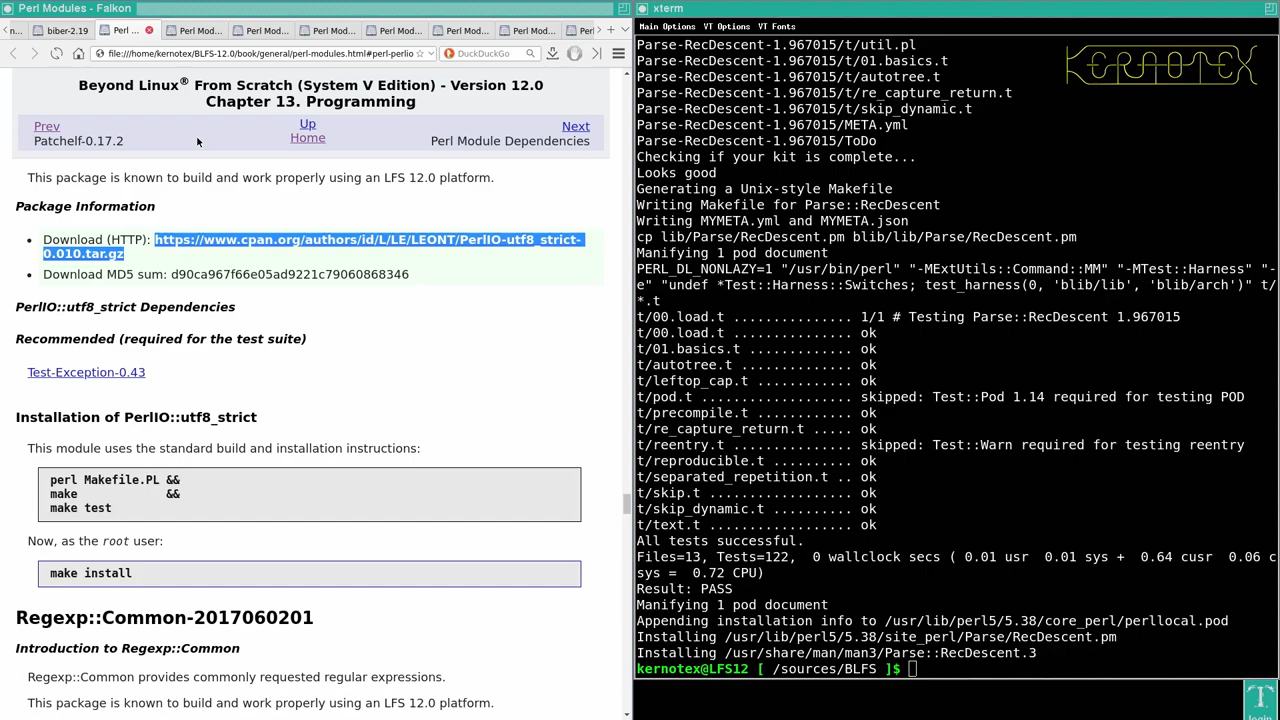 Perl Modules - Falkon
n...
biber-2.19
Perl ...
Perl Mod...
Perl Mod...
Perl Mod...
Perl Mod...
Perl Mod...
Perl Mod...
file:///home/kernotex/BLFS-12.0/book/general/perl-modules.html#perl-perlio
DuckDuckGo
Beyond Linux® From Scratch (System V Edition) - Version 12.0
Chapter 13. Programming
Prev
Up
Next
Patchelf-0.17.2
Home
Perl Module Dependencies
This package is known to build and work properly using an LFS 12.0 platform.
Package Information
Download (HTTP): https://www.cpan.org/authors/id/L/LE/LEONT/PerlIO-utf8_strict-
0.010.tar.gz
Download MD5 sum: d90ca967f66e05ad9221c79060868346
PerlIO::utf8_strict Dependencies
Recommended (required for the test suite)
Test-Exception-0.43
Installation of PerlIO::utf8_strict
This module uses the standard build and installation instructions:
perl Makefile.PL &&
make             &&
make test
Now, as the root user:
make install
Regexp::Common-2017060201
Introduction to Regexp::Common
Regexp::Common provides commonly requested regular expressions.
This package is known to build and work properly using an LFS 12.0 platform.
xterm
Main Options  VT Options  VT Fonts
KERNOTEX
Parse-RecDescent-1.967015/t/util.pl
Parse-RecDescent-1.967015/t/01.basics.t
Parse-RecDescent-1.967015/t/autotree.t
Parse-RecDescent-1.967015/t/re_capture_return.t
Parse-RecDescent-1.967015/t/skip_dynamic.t
Parse-RecDescent-1.967015/META.yml
Parse-RecDescent-1.967015/ToDo
Checking if your kit is complete...
Looks good
Generating a Unix-style Makefile
Writing Makefile for Parse::RecDescent
Writing MYMETA.yml and MYMETA.json
cp lib/Parse/RecDescent.pm blib/lib/Parse/RecDescent.pm
Manifying 1 pod document
PERL_DL_NONLAZY=1 "/usr/bin/perl" "-MExtUtils::Command::MM" "-MTest::Harness" "-
e" "undef *Test::Harness::Switches; test_harness(0, 'blib/lib', 'blib/arch')" t/
*.t
t/00.load.t ............... 1/1 # Testing Parse::RecDescent 1.967015
t/00.load.t ............... ok
t/01.basics.t ............. ok
t/autotree.t .............. ok
t/leftop_cap.t ............ ok
t/pod.t ................... skipped: Test::Pod 1.14 required for testing POD
t/precompile.t ............ ok
t/re_capture_return.t ..... ok
t/reentry.t ............... skipped: Test::Warn required for testing reentry
t/reproducible.t .......... ok
t/separated_repetition.t .. ok
t/skip.t .................. ok
t/skip_dynamic.t .......... ok
t/text.t .................. ok
All tests successful.
Files=13, Tests=122,  0 wallclock secs ( 0.01 usr  0.01 sys +  0.64 cusr  0.06 c
sys =  0.72 CPU)
Result: PASS
Manifying 1 pod document
Appending installation info to /usr/lib/perl5/5.38/core_perl/perllocal.pod
Installing /usr/lib/perl5/5.38/site_perl/Parse/RecDescent.pm
Installing /usr/share/man/man3/Parse::RecDescent.3
kernotex@LFS12 [ /sources/BLFS ]$
login